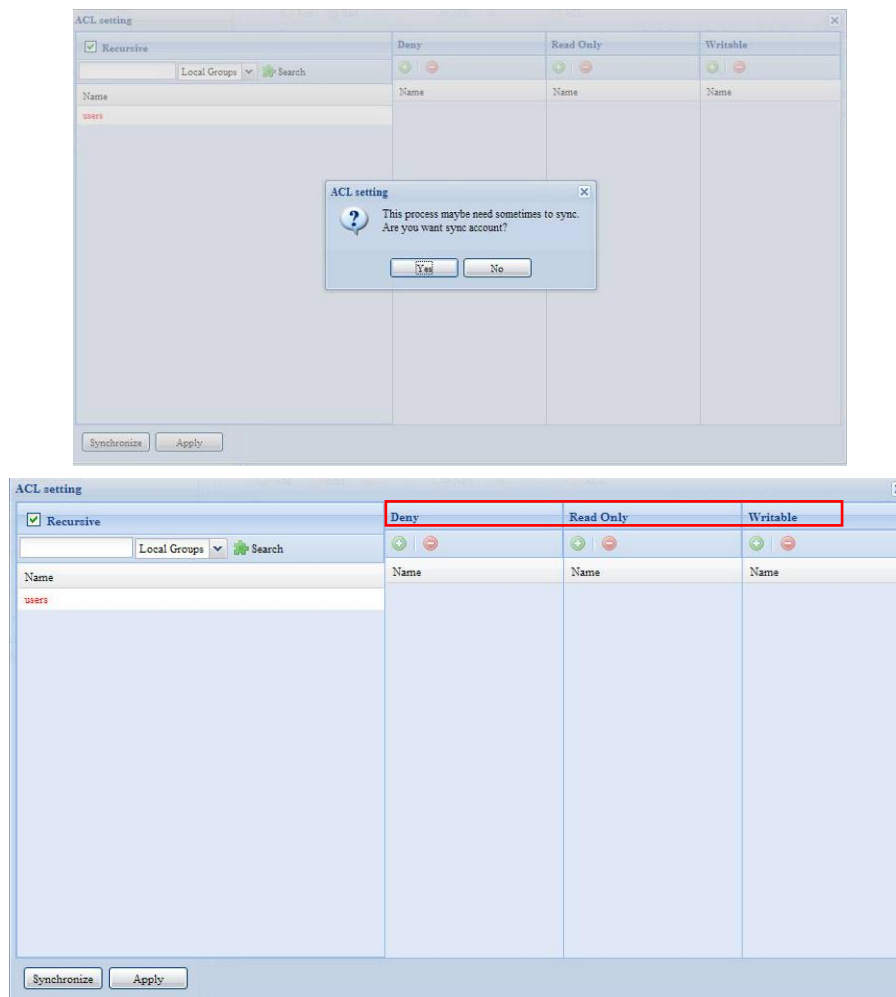 ACL setting
Recursive
Deny
Read Only
Writable
Local Groups
Search
Name
Name
Name
Name
users
ACL setting
This process maybe need sometimes to sync.
Are you want sync account?
Yes
No
Synchronize
Apply
ACL setting
Recursive
Deny
Read Only
Writable
Local Groups
Search
Name
Name
Name
Name
users
Synchronize
Apply